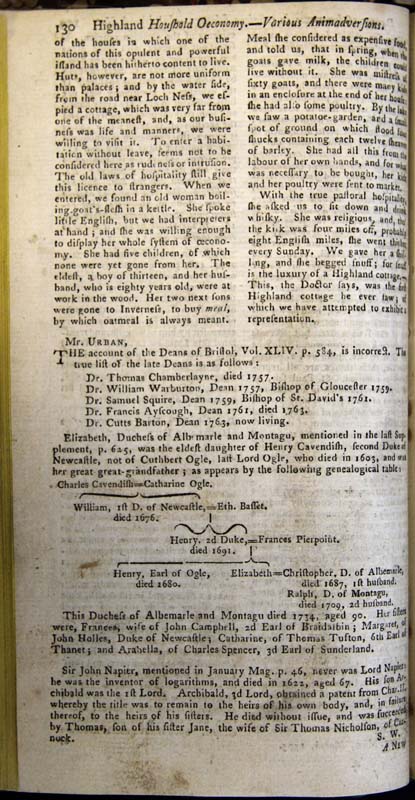 130 Highland Houſhold Oeconomy.—Various Animadverſions.
of the houſes in which one of the
nations of this opulent and powerful
iſland has been hitherto content to live.
Huts, however, are not more uniform
than palaces; and by the water ſide,
from the road near Loch Neſs, we eſ-
pied a cottage, which was very far from
one of the meaneſt, and, as our buſi-
neſs was life and manners, we were
willing to viſit it. To enter a habi-
tation without leave, ſeems not to be
conſidered here as rudeneſs or intruſion.
The old laws of hoſpitality ſtill give
this licence to ſtrangers. When we
entered, we found an old woman boil-
ing goat's-fleſh in a kettle. She ſpoke
little Engliſh, but we had interpreters
at hand; and ſhe was willing enough
to diſplay her whole ſyſtem of œcono-
my. She had five children, of which
none were yet gone from her. The
eldeſt, a boy of thirteen, and her huſ-
band, who is eighty years old, were at
work in the wood. Her two next ſons
were gone to Inverneſs, to buy meal,
by which oatmeal is always meant.
Meal ſhe conſidered as expenſive food,
and told us, that in ſpring, when the
goats gave milk, the children could
live without it. She was miſtreſs of
ſixty goats, and there were many kids
in an encloſure at the end of her houſe.
ſhe had alſo ſome poultry. By the
we ſaw a potatoe-garden, and a ſmall
ſpot of ground on which ſtood four
ſhucks containing each twelve ſheaves
of barley. She had all this from the
labour of her own hands, and for what
was neceſſary to be bought, her kids
and her poultry were ſent to market.
With the true paſtoral hoſpitality,
ſhe aſked us to ſit down and drink
whiſky. She was religious, and, tho'
the kirk was four miles off, probably
eight Engliſh miles, ſhe went thither
every Sunday. We gave her a ſhil-
ling, and ſhe begged ſnuff; for ſnuff
is the luxury of a Highland cottage.
This, the Doctor ſays, was the firſt
Highland cottage he ever ſaw; of
which we have attempted to exhibit a
repreſentation.
Mr. URBAN,
THE account of the Deans of Briſtol, Vol. XLIV. p. 584, is incorrect. The
true liſt of the late Deans is as follows:
Dr. Thomas Chamberlayne, died 1757.
Dr. William Warburton, Dean 1757, Biſhop of Glouceſter 1759.
Dr. Samuel Squire, Dean 1759, Biſhop of St. David's 1761.
Dr. Francis Ayſcough, Dean 1761, died 1763.
Dr. Cutts Barton, Dean 1763, now living.
Elizabeth, Ducheſs of Albemarle and Montagu, mentioned in the laſt Sup-
plement, p. 625, was the eldeſt daughter of Henry Cavendiſh, ſecond Duke of
Newcaſtle, not of Cuthbert Ogle, laſt Lord Ogle, who died in 1603, and was
her great great-grandfather; as appears by the following genealogical table:
Charles Cavendiſh=Catharine Ogle.
William, 1ſt D. of Newcaſtle,=Eth. Baſſet.
died 1676.
Henry, 2d Duke,=Frances Pierpoint.
died 1691.
Henry, Earl of Ogle, Elizabeth=Chriſtopher, D. of Albemarle,
died 1680. died 1687, 1ſt huſband.
Ralph, D. of Montagu,
died 1709, 2d huſband.
This Ducheſs of Albemarle and Montagu died 1734, aged 90. Her ſiſters
were, Frances, wife of John Campbell, 2d Earl of Braidalbin; Margaret, of
John Holles, Duke of Newcaſtle; Catharine, of Thomas Tufton, 6th Earl of
Thanet; and Arabella, of Charles Spencer, 3d Earl of Sunderland.
Sir John Napier, mentioned in January Mag. p. 46, never was Lord Napier;
he was the inventor of logarithms, and died in 1622, aged 67. His ſon Ar-
chibald was the 1ſt Lord. Archibald, 3d Lord, obtained a patent from Cha. II.
whereby the title was to remain to the heirs of his own body, and, in failure
thereof, to the heirs of his ſiſters. He died without iſſue, and was ſucceeded
by Thomas, ſon of his ſiſter Jane, the wife of Sir Thomas Nicholſon, of Car-
nuck. S. W.
A NEW